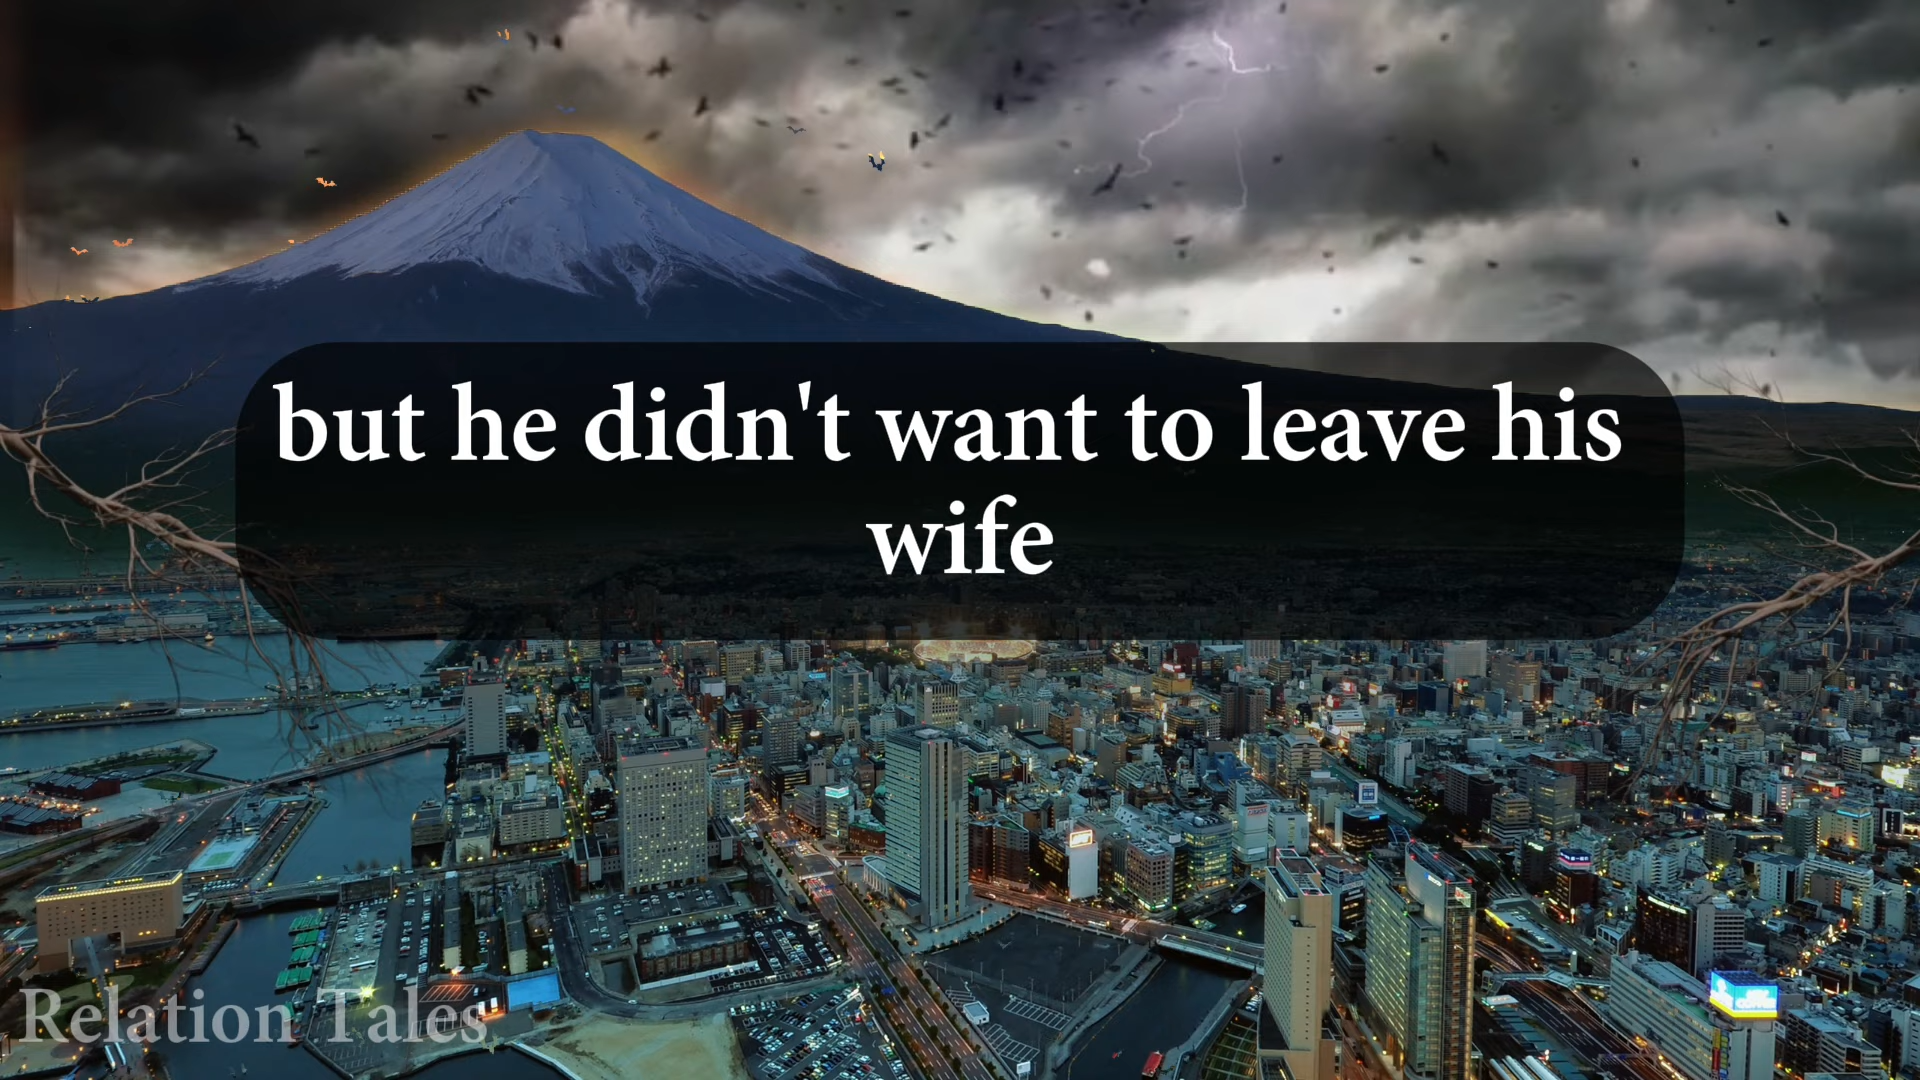 but he didn't want to leave his
wife
Relation Tales